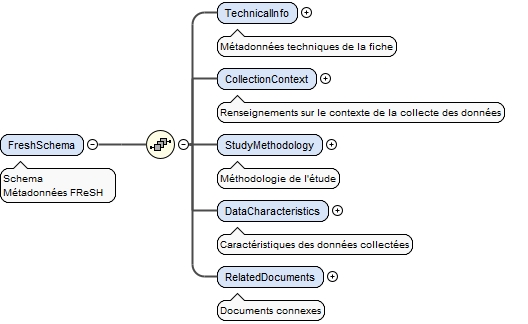 TechnicalInfo
Métadonnées techniques de la fiche
CollectionContext
Renseignements sur le contexte de la collecte des données
FreshSchema
Schema
Métadonnées FReSH
StudyMethodology
Méthodologie de l'étude
DataCharacteristics
Caractéristiques des données collectées
RelatedDocuments
Documents connexes